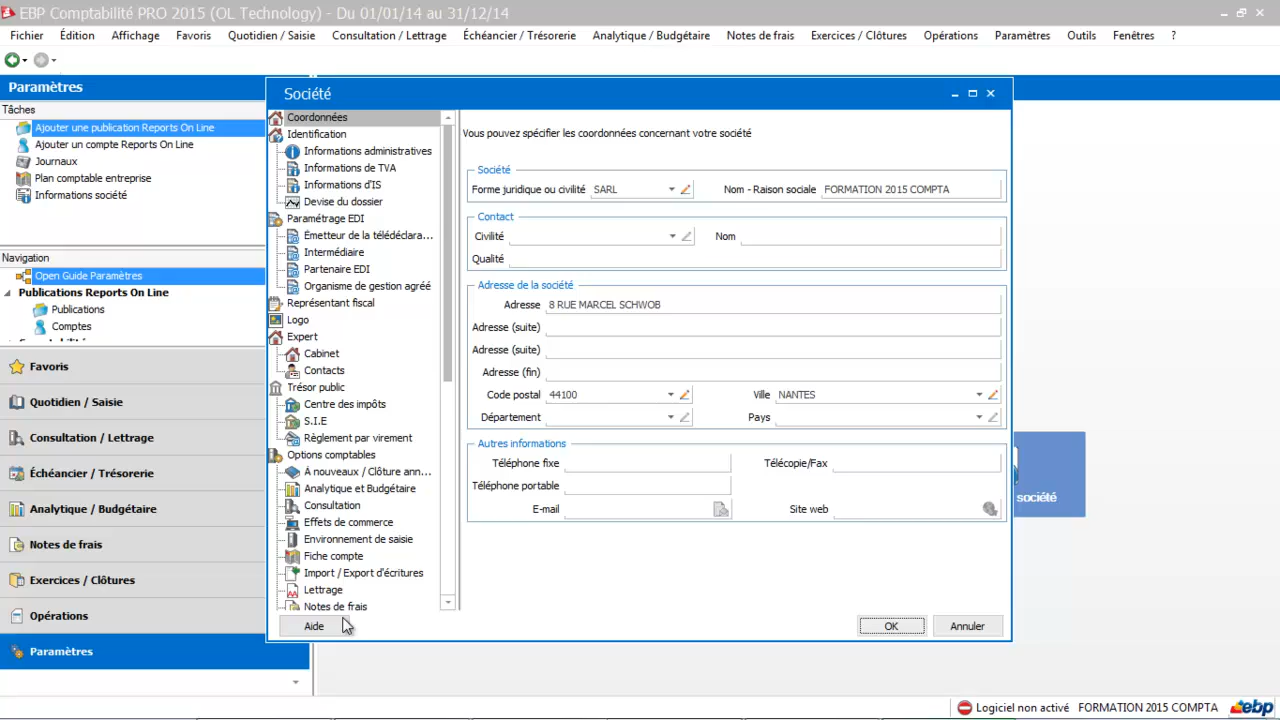 EBP Comptabilité PRO 2015 (OL Technology) - Du 01/01/14 au 31/12/14
Fichier Édition Affichage Favoris Quotidien / Saisie Consultation / Lettrage Échéancier / Trésorerie Analytique / Budgétaire Notes de frais Exercices / Clôtures Opérations Paramètres Outils Fenêtres ?
Paramètres
Tâches
Ajouter une publication Reports On Line
Ajouter un compte Reports On Line
Journaux
Plan comptable entreprise
Informations société
Navigation
Open Guide Paramètres
Publications Reports On Line
Publications
Comptes
Favoris
Quotidien / Saisie
Consultation / Lettrage
Échéancier / Trésorerie
Analytique / Budgétaire
Notes de frais
Exercices / Clôtures
Opérations
Paramètres
Société
Coordonnées
Identification
Informations administratives
Informations de TVA
Informations d'IS
Devise du dossier
Paramétrage EDI
Émetteur de la télédéclara...
Intermédiaire
Partenaire EDI
Organisme de gestion agréé
Représentant fiscal
Logo
Expert
Cabinet
Contacts
Trésor public
Centre des impôts
S.I.E
Règlement par virement
Options comptables
À nouveaux / Clôture ann...
Analytique et Budgétaire
Consultation
Effets de commerce
Environnement de saisie
Fiche compte
Import / Export d'écritures
Lettrage
Notes de frais
Vous pouvez spécifier les coordonnées concernant votre société
Société
Forme juridique ou civilité SARL Nom - Raison sociale FORMATION 2015 COMPTA
Contact
Civilité Nom
Qualité
Adresse de la société
Adresse 8 RUE MARCEL SCHWOB
Adresse (suite)
Adresse (suite)
Adresse (fin)
Code postal 44100 Ville NANTES
Département Pays
Autres informations
Téléphone fixe Télécopie/Fax
Téléphone portable
E-mail Site web
Aide OK Annuler
société
Logiciel non activé FORMATION 2015 COMPTA ebp